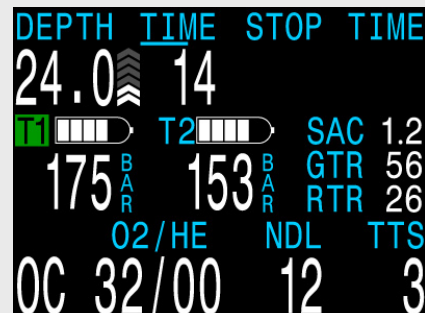 DEPTH TIME STOP TIME
24.0 14
T1 T2 SAC 1.2
175 BAR 153 BAR GTR 56
RTR 26
O2/HE NDL TTS
OC 32/00 12 3